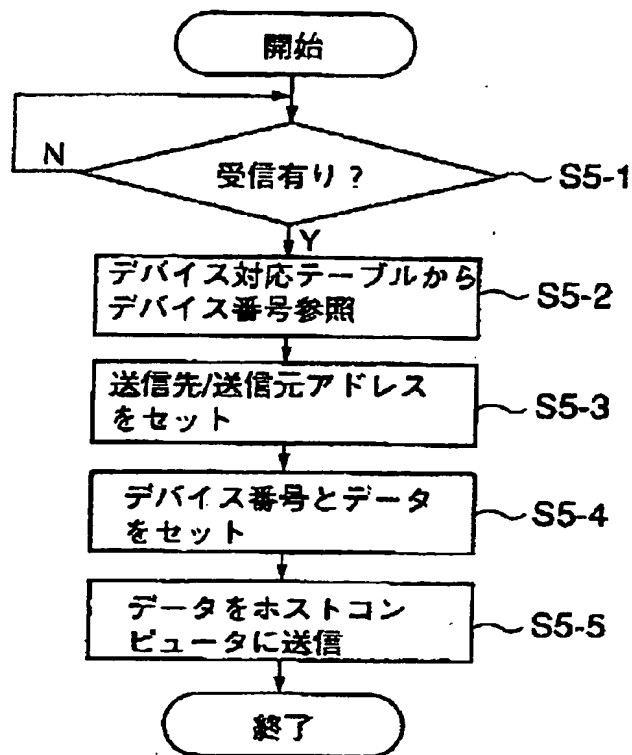 開始
N
受信有り?
S5-1
Y
デバイス対応テーブルから
デバイス番号参照
S5-2
送信先/送信元アドレス
をセット
S5-3
デバイス番号とデータ
をセット
S5-4
データをホストコン
ピュータに送信
S5-5
終了